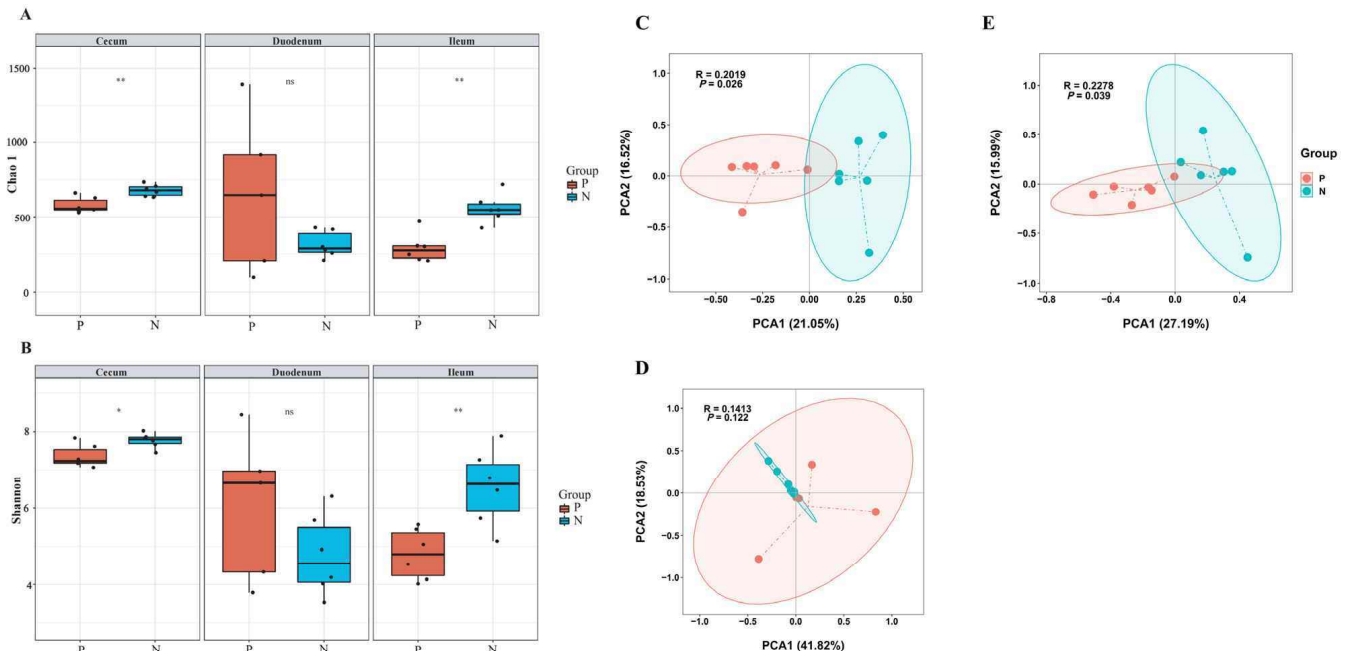 A
Cecum
Duodenum
Ileum
**
ns
**
1500
1000
500
0
Chao 1
P
N
P
N
P
N
Group
P
N
B
Cecum
Duodenum
Ileum
*
ns
**
8
6
4
Shannon
P
N
P
N
P
N
Group
P
N
C
R = 0.2019
P = 0.026
1.0
0.5
0.0
−0.5
−1.0
PCA2 (16.52%)
−0.50
−0.25
0.00
0.25
0.50
PCA1 (21.05%)
D
R = 0.1413
P = 0.122
1.0
0.5
0.0
−0.5
−1.0
PCA2 (18.53%)
−1.0
−0.5
0.0
0.5
1.0
PCA1 (41.82%)
E
R = 0.2278
P = 0.039
1.0
0.5
0.0
−0.5
−1.0
PCA2 (15.99%)
−0.8
−0.4
0.0
0.4
PCA1 (27.19%)
Group
P
N